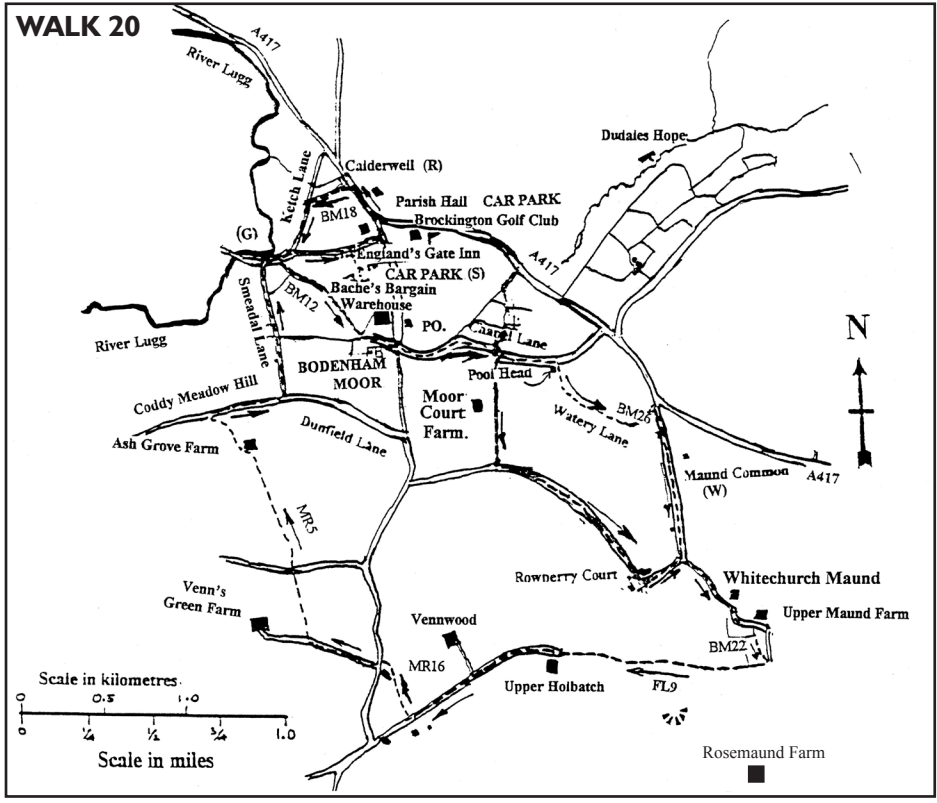 WALK 20
A417
River Lugg
Dudales Hope
Ketch Lane
Calderwell (R)
Parish Hall CAR PARK
BM18
Brockington Golf Club
(G)
England's Gate Inn
A417
CAR PARK (S)
Smeadal Lane
BM12
Bache's Bargain
Warehouse
PO.
N
River Lugg
Chapel Lane
BODENHAM
MOOR
Pool Head
Coddy Meadow Hill
Moor
Court
Farm.
BM26
Watery Lane
Dunfield Lane
Ash Grove Farm
Maund Common
(W)
A417
MR5
Rownerry Court
Whitechurch Maund
Venn's
Green Farm
Vennwood
Upper Maund Farm
BM22
MR16
Upper Holbatch
FL9
Scale in kilometres.
0 0.5 1.0
0 1/4 1/2 3/4 1.0
Scale in miles
Rosemaund Farm